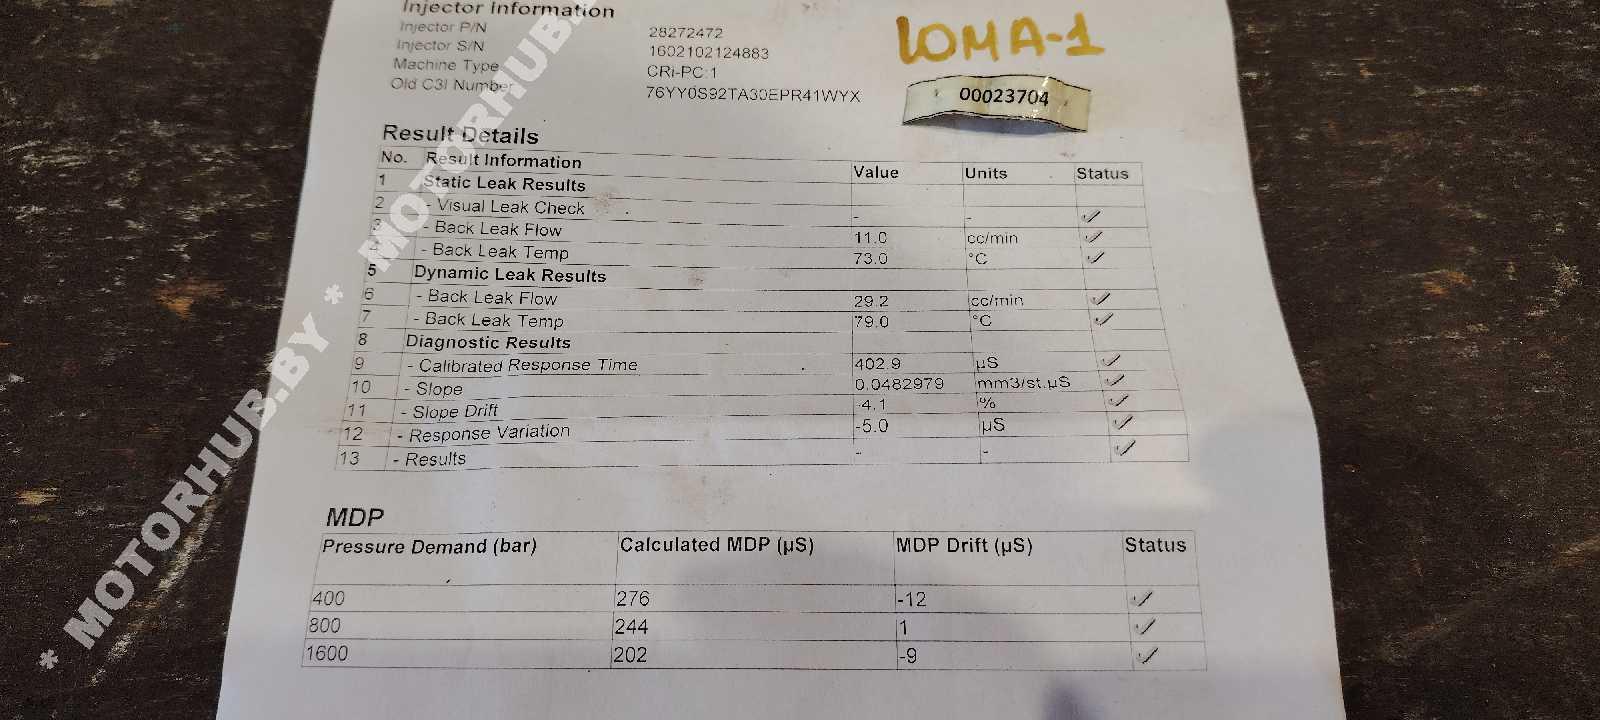 Injector Information
Injector P/N 28272472
Injector S/N 1602102124883
Machine Type CRi-PC:1
Old C3I Number 76YY0S92TA30EPR41WYX
ЮМА-1
00023704
Result Details
No. Result Information Value Units Status
1 Static Leak Results
2 - Visual Leak Check - - ✓
3 - Back Leak Flow 11.0 cc/min ✓
4 - Back Leak Temp 73.0 °C ✓
5 Dynamic Leak Results
6 - Back Leak Flow 29.2 cc/min ✓
7 - Back Leak Temp 79.0 °C ✓
8 Diagnostic Results
9 - Calibrated Response Time 402.9 µS ✓
10 - Slope 0.0482979 mm3/st.µS ✓
11 - Slope Drift -4.1 % ✓
12 - Response Variation -5.0 µS ✓
13 - Results - - ✓
MDP
Pressure Demand (bar) Calculated MDP (µS) MDP Drift (µS) Status
400 276 -12 ✓
800 244 1 ✓
1600 202 -9 ✓
* MOTORHUB.BY * MOTORHUB.